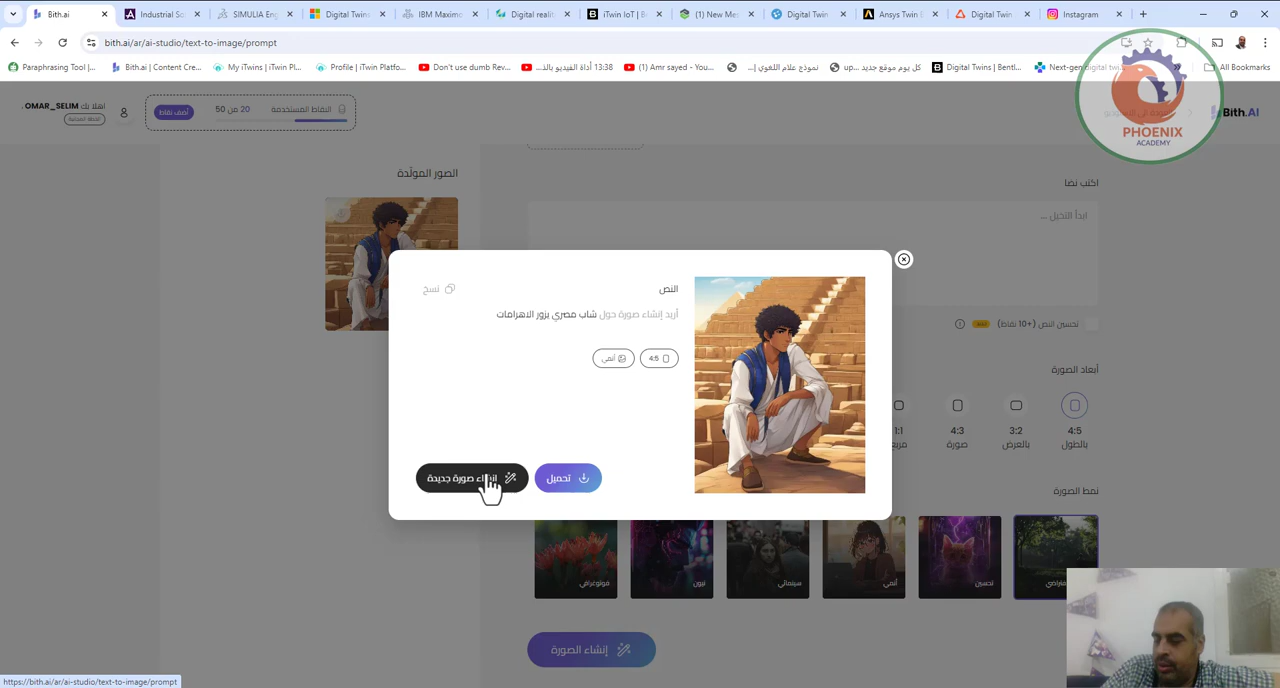 Bith.ai
Industrial So
SIMULIA En
Digital Twin
IBM Maximo
Digital reali
iTwin IoT | B
(1) New Me
Digital Twin
Ansys Twin
Digital Twin
Instagram
bith.ai/ar/ai-studio/text-to-image/prompt
Paraphrasing Tool |...
Bith.ai | Content Cre...
My iTwins | iTwin Pl...
Profile | iTwin Platfo...
Don't use dumb Rev...
13:38 أداة الفيديو بالذ...
(1) Amr sayed - You...
نموذج علام اللغوي | ...
كل يوم موقع جديد up...
Digital Twins | Bentl...
Next-gen digital twi
All Bookmarks
Bith.AI
PHOENIX
ACADEMY
النقاط المستخدمة
20 من 50
أضف نقاط
اهلا بك OMAR_SELIM .
اكتب نصا
ابدأ التخيل ...
الصور المولّدة
تحسين النص (+10 نقاط)
أبعاد الصورة
4:5
بالطول
3:2
بالعرض
4:3
صورة
1:1
مربع
نمط الصورة
تحسين
أنمي
سينمائي
نيون
فوتوغرافي
إنشاء الصورة
النص
نسخ
أريد إنشاء صورة حول شاب مصري يزور الاهرامات
4:5
أنمي
تحميل
صورة جديدة
https://bith.ai/ar/ai-studio/text-to-image/prompt